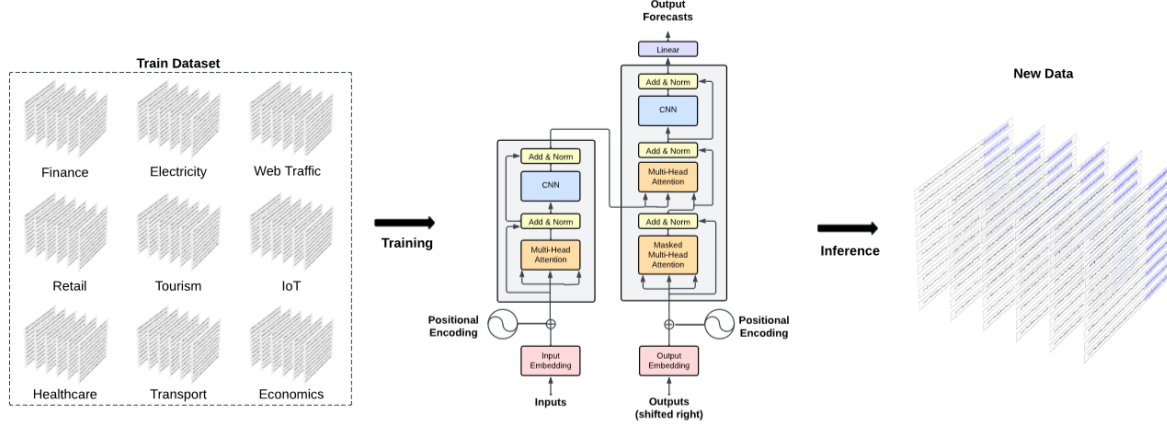 Train Dataset
Finance
Electricity
Web Traffic
Retail
Tourism
IoT
Healthcare
Transport
Economics
Training
Add & Norm
CNN
Add & Norm
Multi-Head
Attention
Positional
Encoding
Input
Embedding
Inputs
Output
Forecasts
Linear
Add & Norm
CNN
Add & Norm
Multi-Head
Attention
Add & Norm
Masked
Multi-Head
Attention
Positional
Encoding
Output
Embedding
Outputs
(shifted right)
Inference
New Data